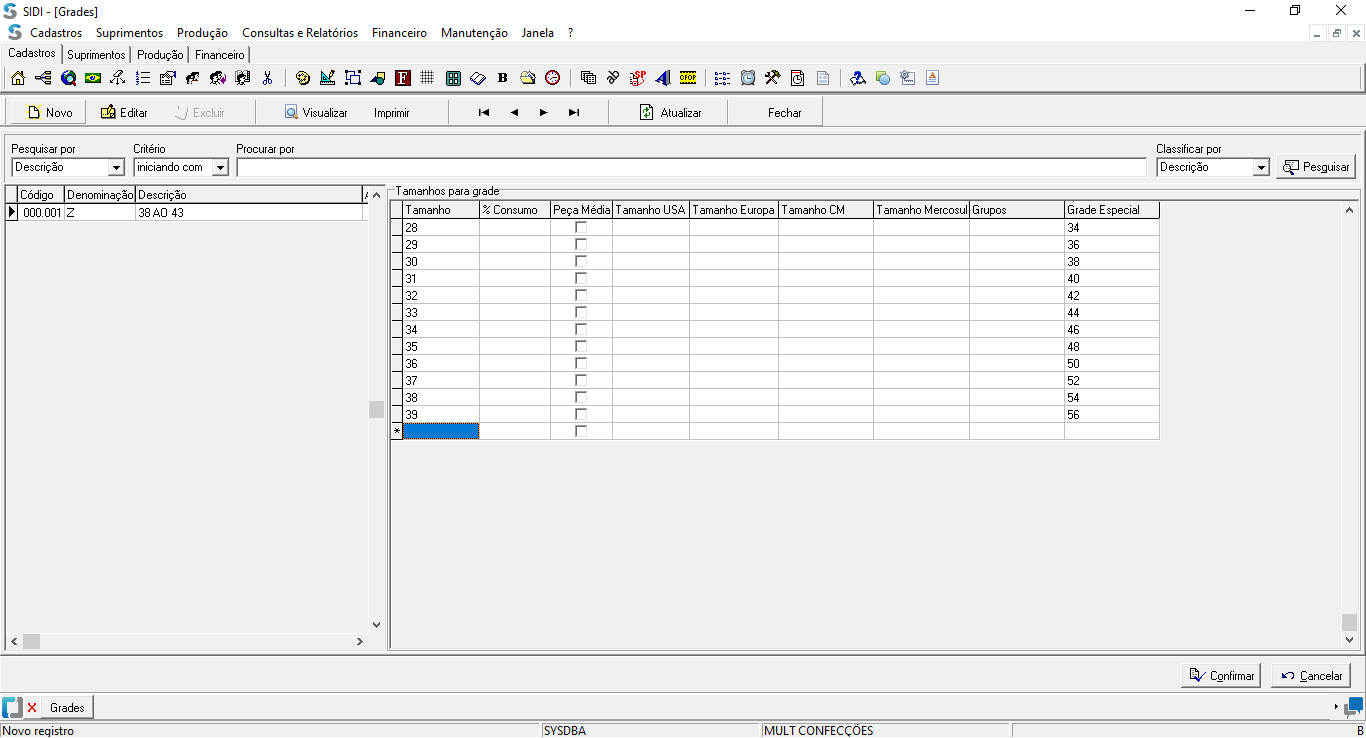 SIDI - [Grades]
Cadastros Suprimentos Produção Consultas e Relatórios Financeiro Manutenção Janela ?
Cadastros Suprimentos Produção Financeiro
F B SP CFOP A
Novo Editar Excluir Visualizar Imprimir Atualizar Fechar
Pesquisar por Critério Procurar por Classificar por
Descrição iniciando com Descrição Pesquisar
Tamanhos para grade
Código Denominação Descrição
000.001 Z 38 AO 43
Tamanho % Consumo Peça Média Tamanho USA Tamanho Europa Tamanho CM Tamanho Mercosul Grupos Grade Especial
28 34
29 36
30 38
31 40
32 42
33 44
34 46
35 48
36 50
37 52
38 54
39 56
*
Confirmar Cancelar
Grades
Novo registro SYSDBA MULT CONFECÇÕES B